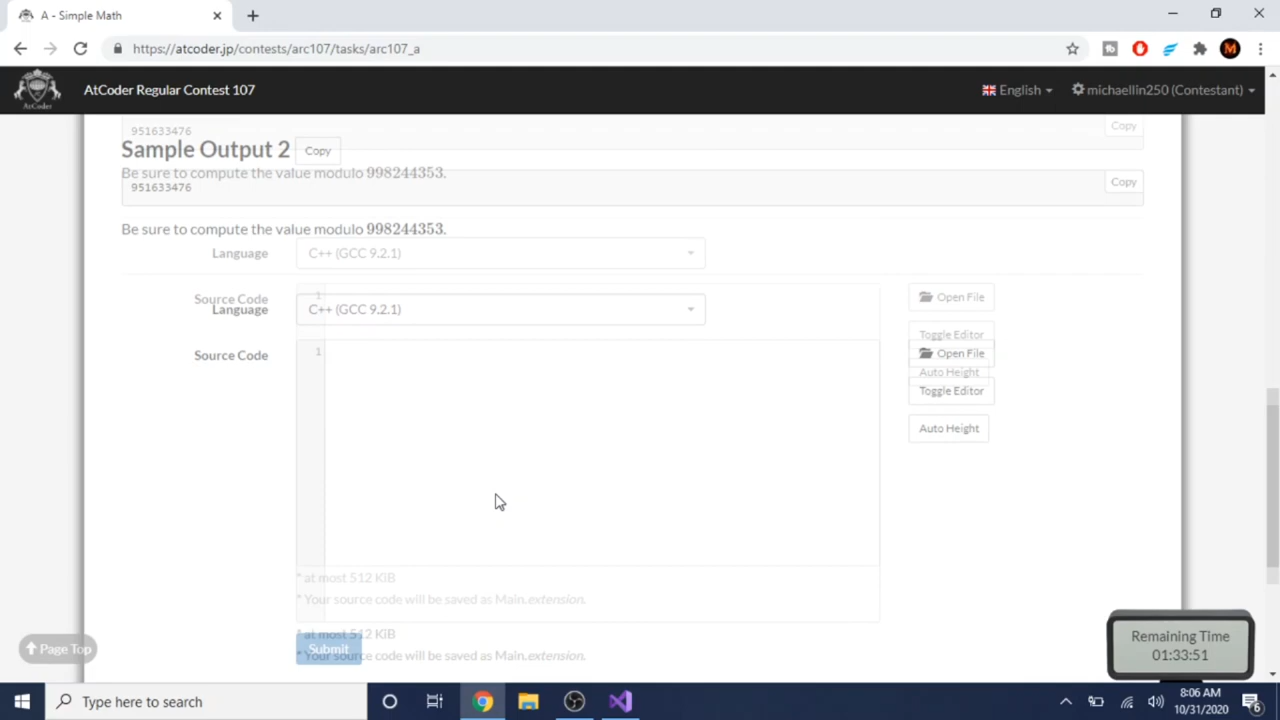 A - Simple Math
https://atcoder.jp/contests/arc107/tasks/arc107_a
M
AtCoder
AtCoder Regular Contest 107
English
michaellin250 (Contestant)
951633476
Copy
Sample Output 2
Copy
Be sure to compute the value modulo 998244353.
951633476
Copy
Be sure to compute the value modulo 998244353.
Language
C++ (GCC 9.2.1)
Source Code
1
Open File
Language
C++ (GCC 9.2.1)
Toggle Editor
Source Code
1
Open File
Auto Height
Toggle Editor
Auto Height
* at most 512 KiB
* Your source code will be saved as Main.extension.
* at most 512 KiB
Submit
* Your source code will be saved as Main.extension.
Page Top
Remaining Time
01:33:51
Type here to search
8:06 AM
10/31/2020
6